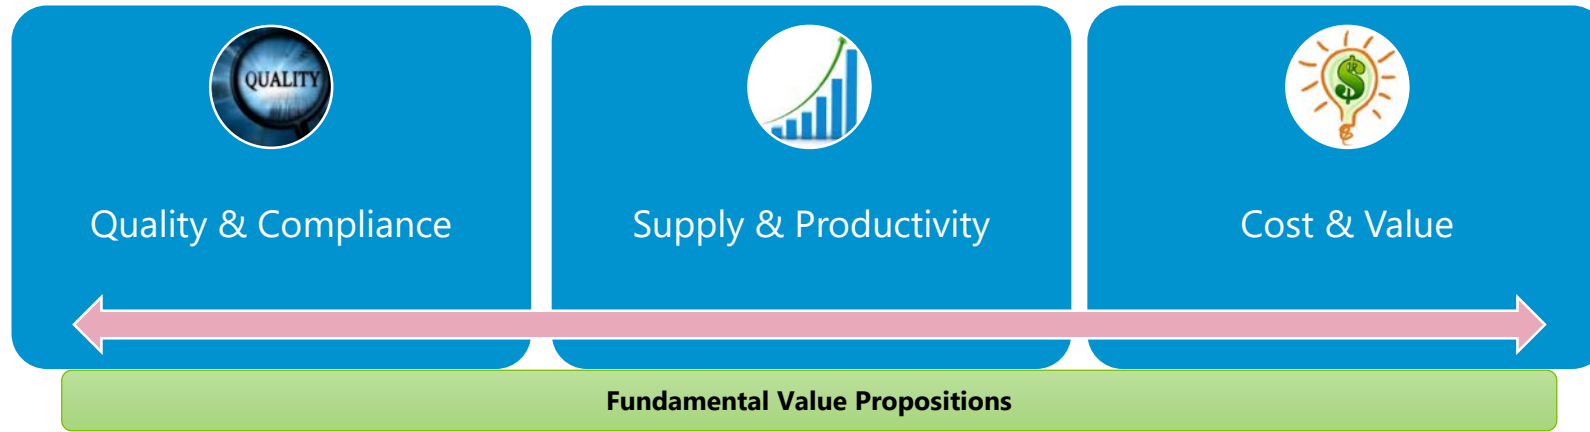 QUALITY
Quality & Compliance
Supply & Productivity
$
Cost & Value
Fundamental Value Propositions